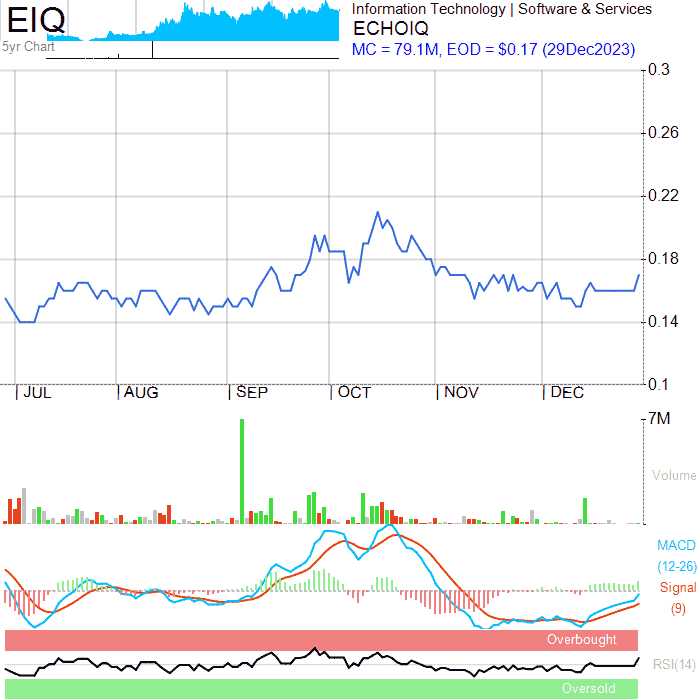 EIQ
5yr Chart
Information Technology | Software & Services
ECHOIQ
MC = 79.1M, EOD = $0.17 (29Dec2023)
0.3
0.26
0.22
0.18
0.14
0.1
JUL
AUG
SEP
OCT
NOV
DEC
7M
Volume
MACD
(12-26)
Signal
(9)
Overbought
RSI(14)
Oversold